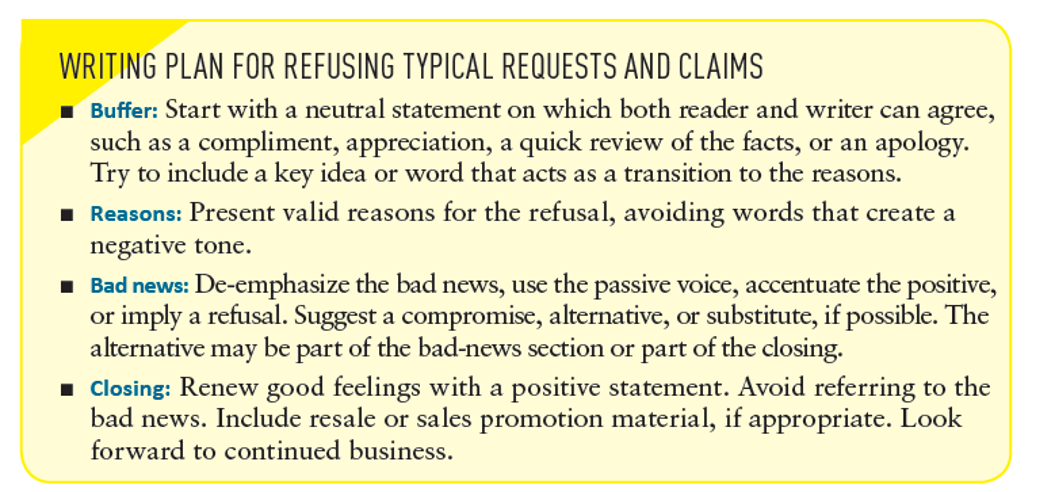 WRITING PLAN FOR REFUSING TYPICAL REQUESTS AND CLAIMS
■ Buffer: Start with a neutral statement on which both reader and writer can agree,
such as a compliment, appreciation, a quick review of the facts, or an apology.
Try to include a key idea or word that acts as a transition to the reasons.
■ Reasons: Present valid reasons for the refusal, avoiding words that create a
negative tone.
■ Bad news: De-emphasize the bad news, use the passive voice, accentuate the positive,
or imply a refusal. Suggest a compromise, alternative, or substitute, if possible. The
alternative may be part of the bad-news section or part of the closing.
■ Closing: Renew good feelings with a positive statement. Avoid referring to the
bad news. Include resale or sales promotion material, if appropriate. Look
forward to continued business.